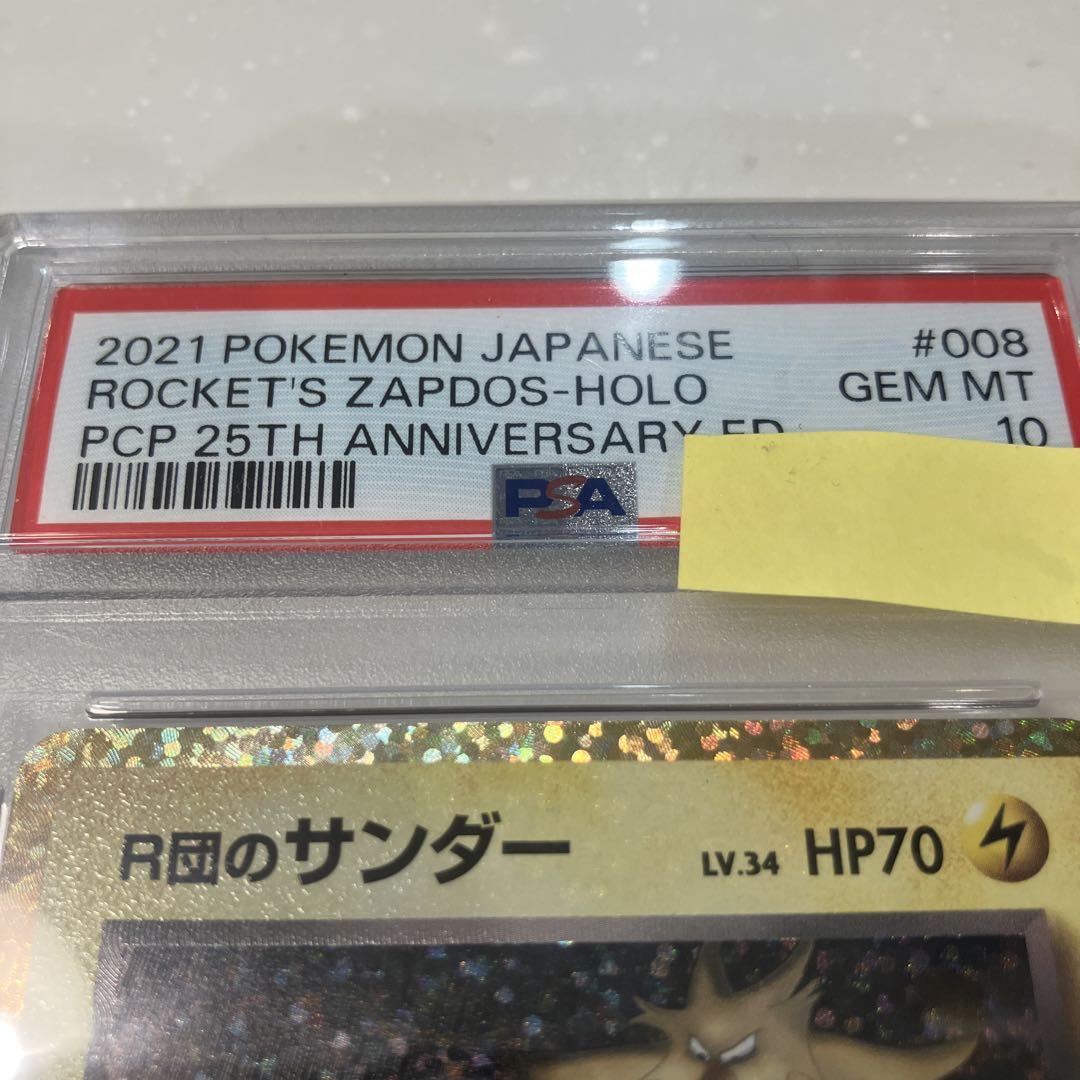 2021 POKEMON JAPANESE #008
ROCKET'S ZAPDOS-HOLO GEM MT
PCP 25TH ANNIVERSARY ED 10
PSA
R団のサンダー LV.34 HP70